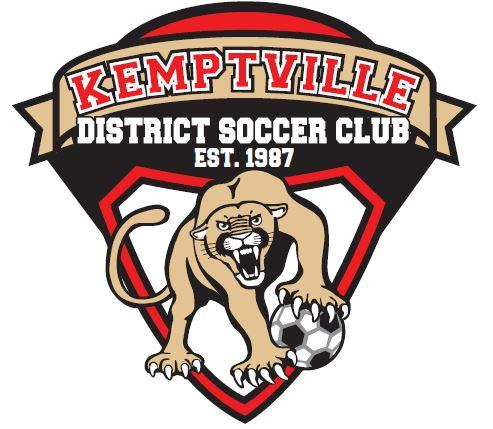 KEMPTVILLE
DISTRICT SOCCER CLUB
EST. 1987